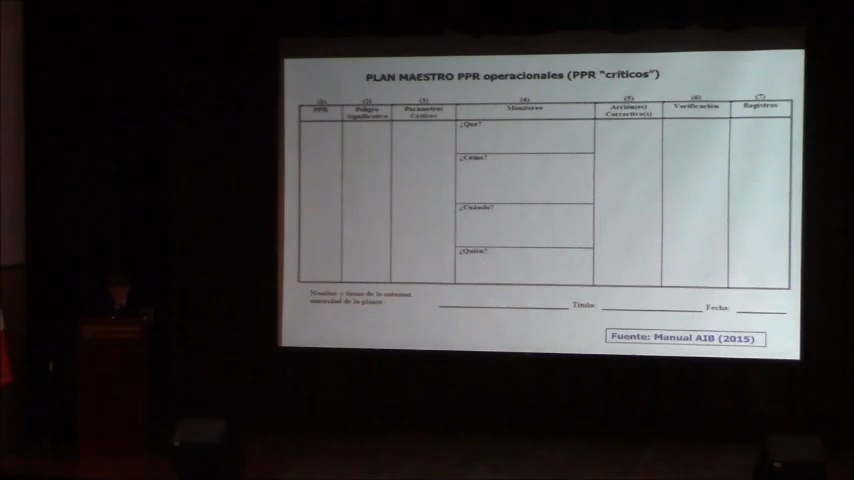 PLAN MAESTRO PPR operacionales (PPR "críticos")
(1) (2) (3) (4) (5) (6) (7)
PPR Peligro Significativo Parámetros Críticos Monitoreo Acción(es) Correctiva(s) Verificación Registros
¿Qué?
¿Cómo?
¿Cuándo?
¿Quién?
Nombre y firma de la máxima
autoridad de la planta
Título: Fecha:
Fuente: Manual AIB (2015)